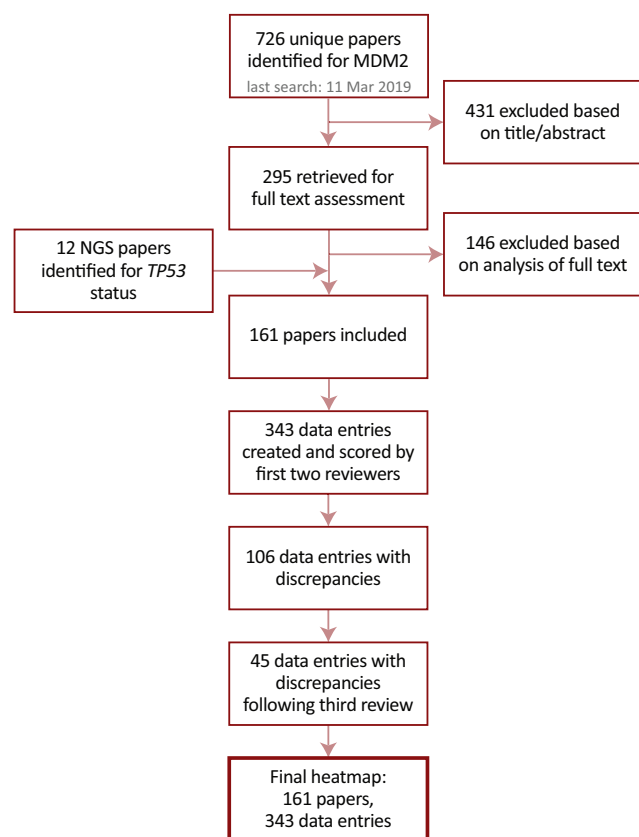 726 unique papers
identified for MDM2
last search: 11 Mar 2019
431 excluded based
on title/abstract
295 retrieved for
full text assessment
12 NGS papers
identified for TP53
status
146 excluded based
on analysis of full text
161 papers included
343 data entries
created and scored by
first two reviewers
106 data entries with
discrepancies
45 data entries with
discrepancies
following third review
Final heatmap:
161 papers,
343 data entries